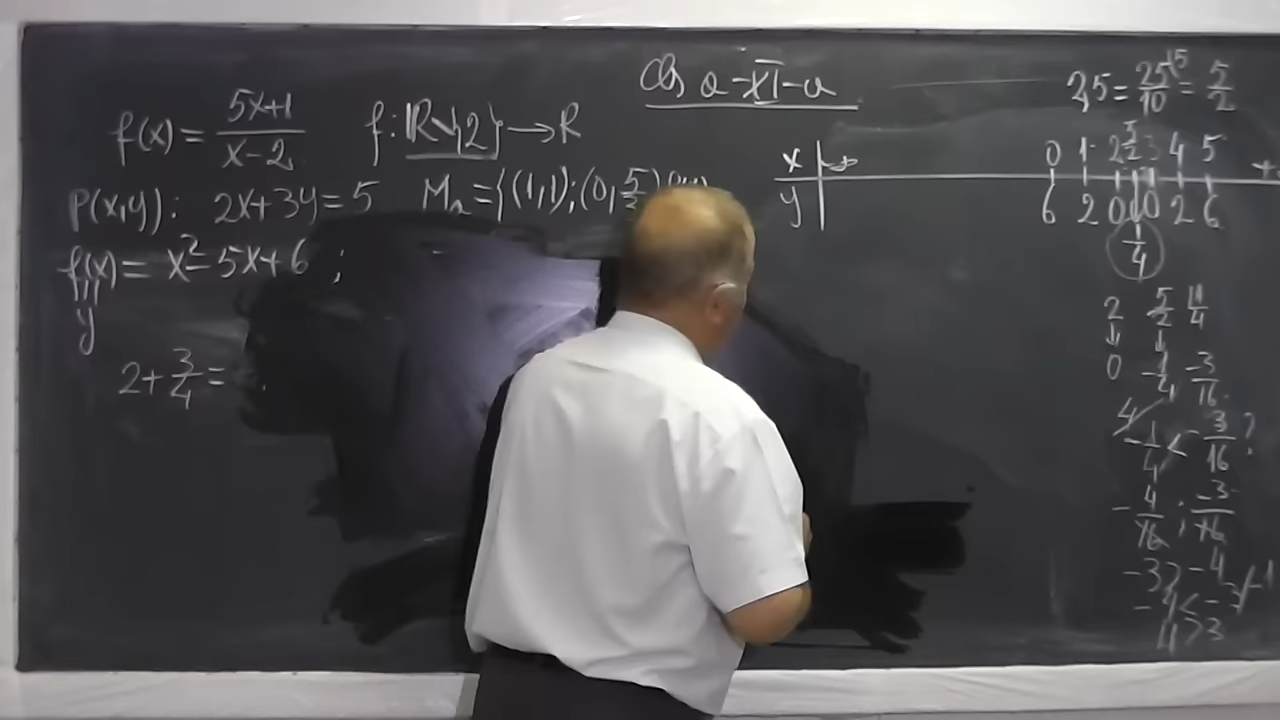 Cls a-XI-a
f(x) = (5x+1)/(x-2) f: R\{2} → R
P(x,y): 2x+3y=5 M = {(1,1);(0,5/2)
f(x) = x²-5x+6 ;
y
2+3/4=
2,5 = 25/10 = 5/2
x -∞ 0 1 2 5/2 3 4 5 +
y 6 2 0 0 2 6
1/4
2 5/2 11/4
0 -1/4 -3/16
-1/4 < -3/16 ?
-4/16 ; -3/16
-3 > -4
-4 < -3 /-1
4 > 3